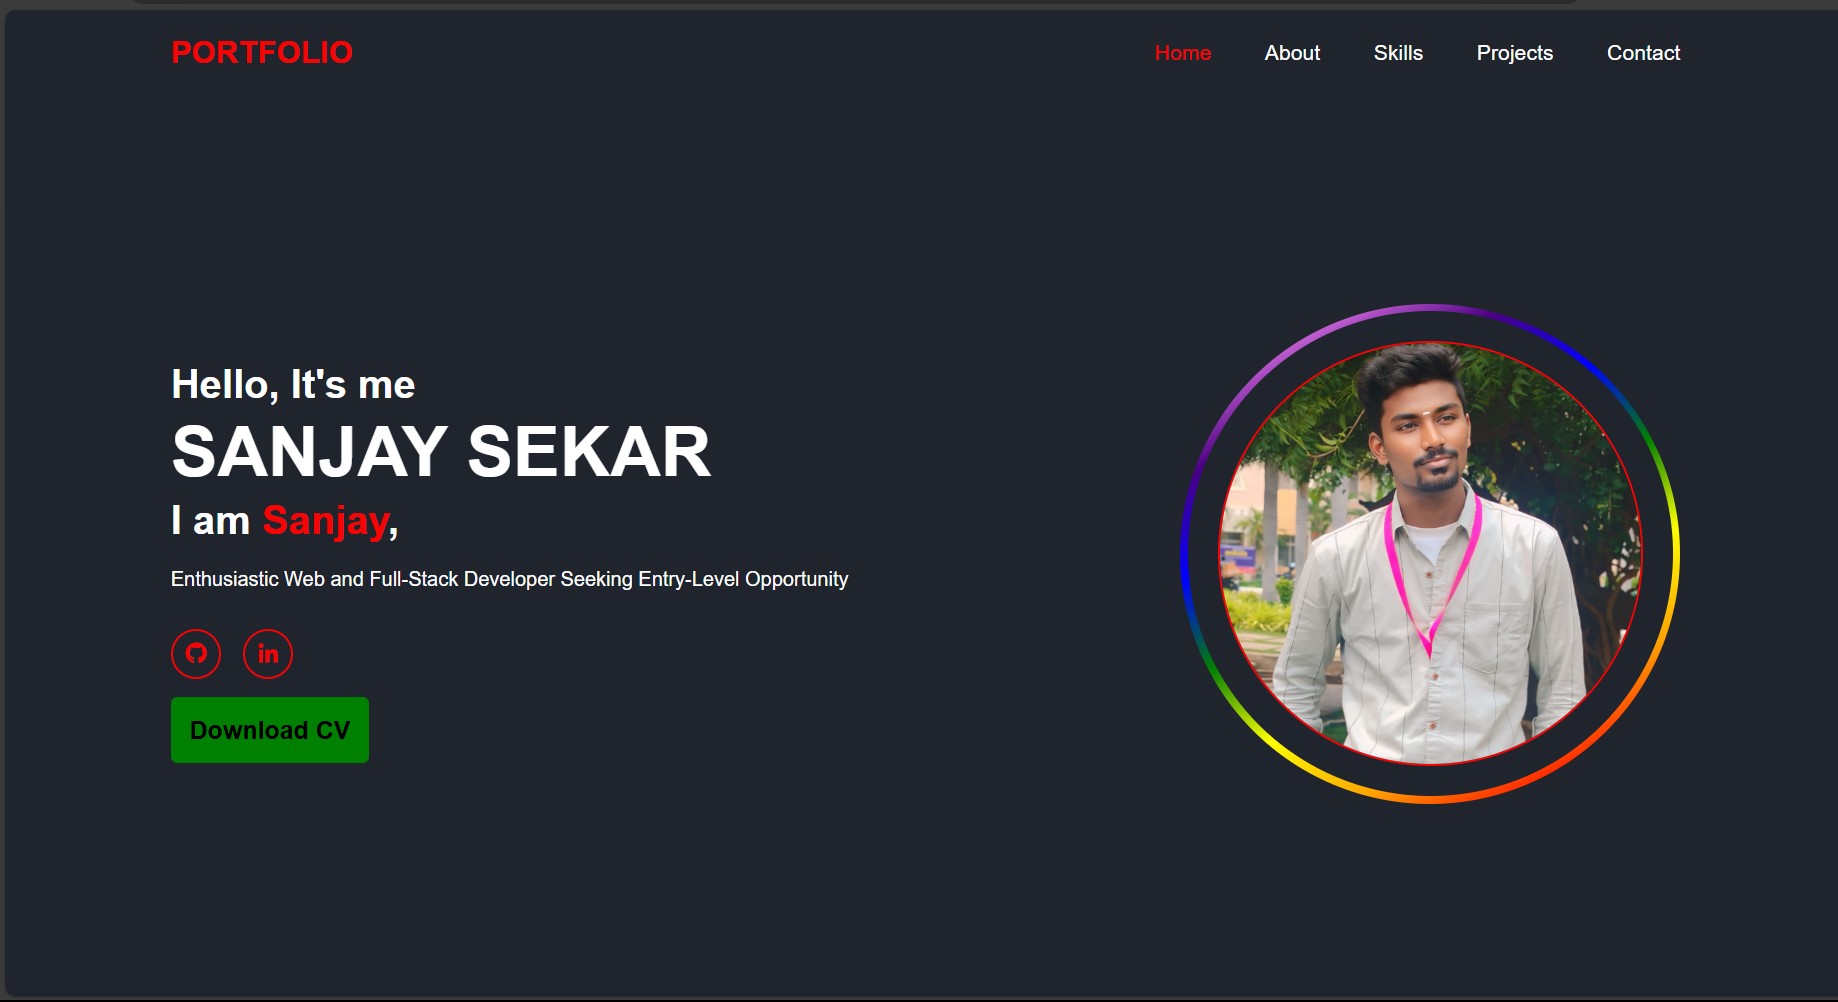 PORTFOLIO
Home About Skills Projects Contact
Hello, It's me
SANJAY SEKAR
I am Sanjay,
Enthusiastic Web and Full-Stack Developer Seeking Entry-Level Opportunity
in
Download CV